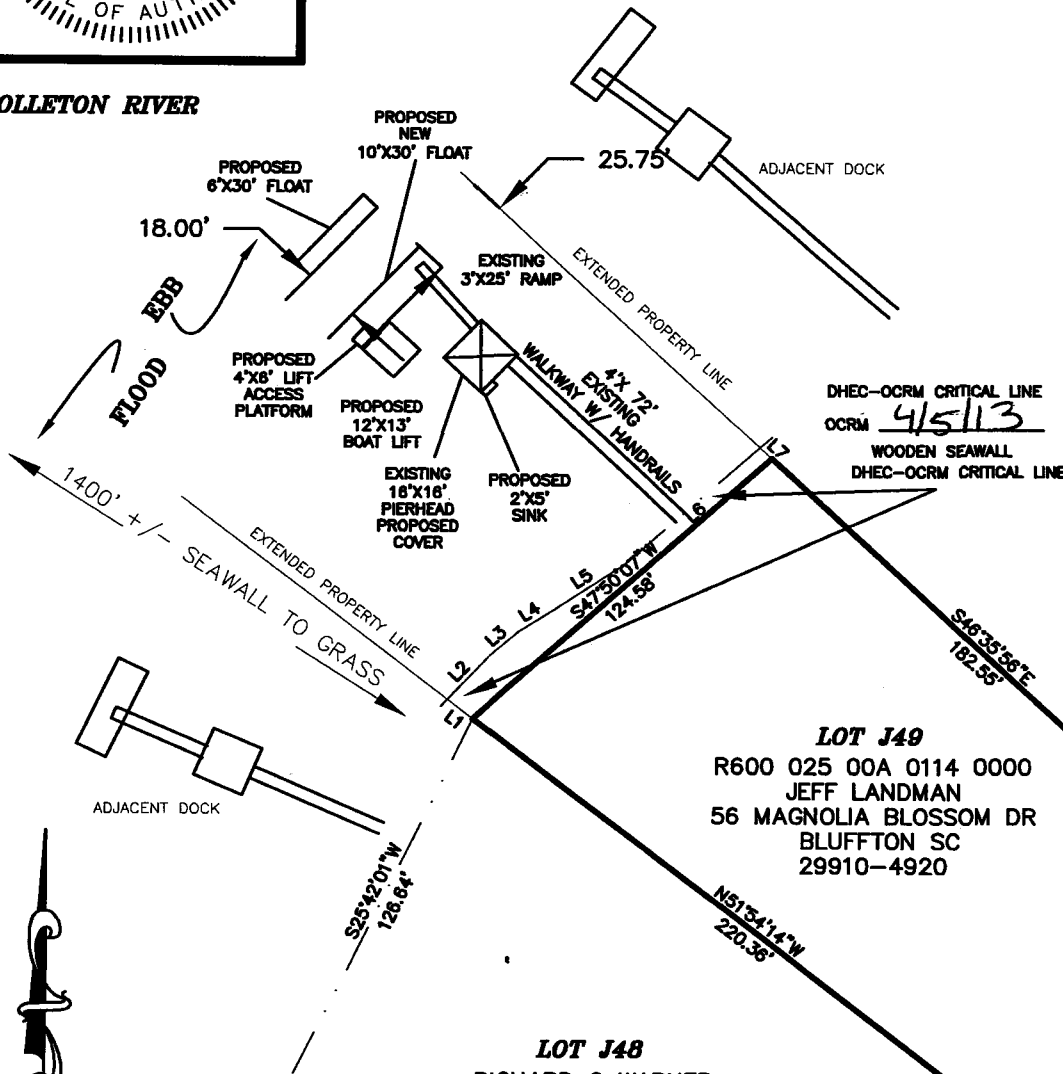 OF AUT
OLLETON RIVER
PROPOSED
NEW
10'X30' FLOAT
PROPOSED
6'X30' FLOAT
18.00'
25.75'
ADJACENT DOCK
EXISTING
3'X25' RAMP
EXTENDED PROPERTY LINE
EBB
FLOOD
PROPOSED
4'X6' LIFT
ACCESS
PLATFORM
PROPOSED
12'X13'
BOAT LIFT
4'X 72'
EXISTING
WALKWAY W/ HANDRAILS
DHEC-OCRM CRITICAL LINE
OCRM 4/5/13
WOODEN SEAWALL
DHEC-OCRM CRITICAL LINE
EXISTING
16'X16'
PIERHEAD
PROPOSED
COVER
PROPOSED
2'X5'
SINK
L7
6
1400' +/- SEAWALL TO GRASS
EXTENDED PROPERTY LINE
L5
L4
L3
L2
L1
S47°50'07"W
124.58'
S46°35'56"E
182.55'
ADJACENT DOCK
LOT J49
R600 025 00A 0114 0000
JEFF LANDMAN
56 MAGNOLIA BLOSSOM DR
BLUFFTON SC
29910-4920
S25°42'01"W
126.64'
N51°54'14"W
220.36'
LOT J48